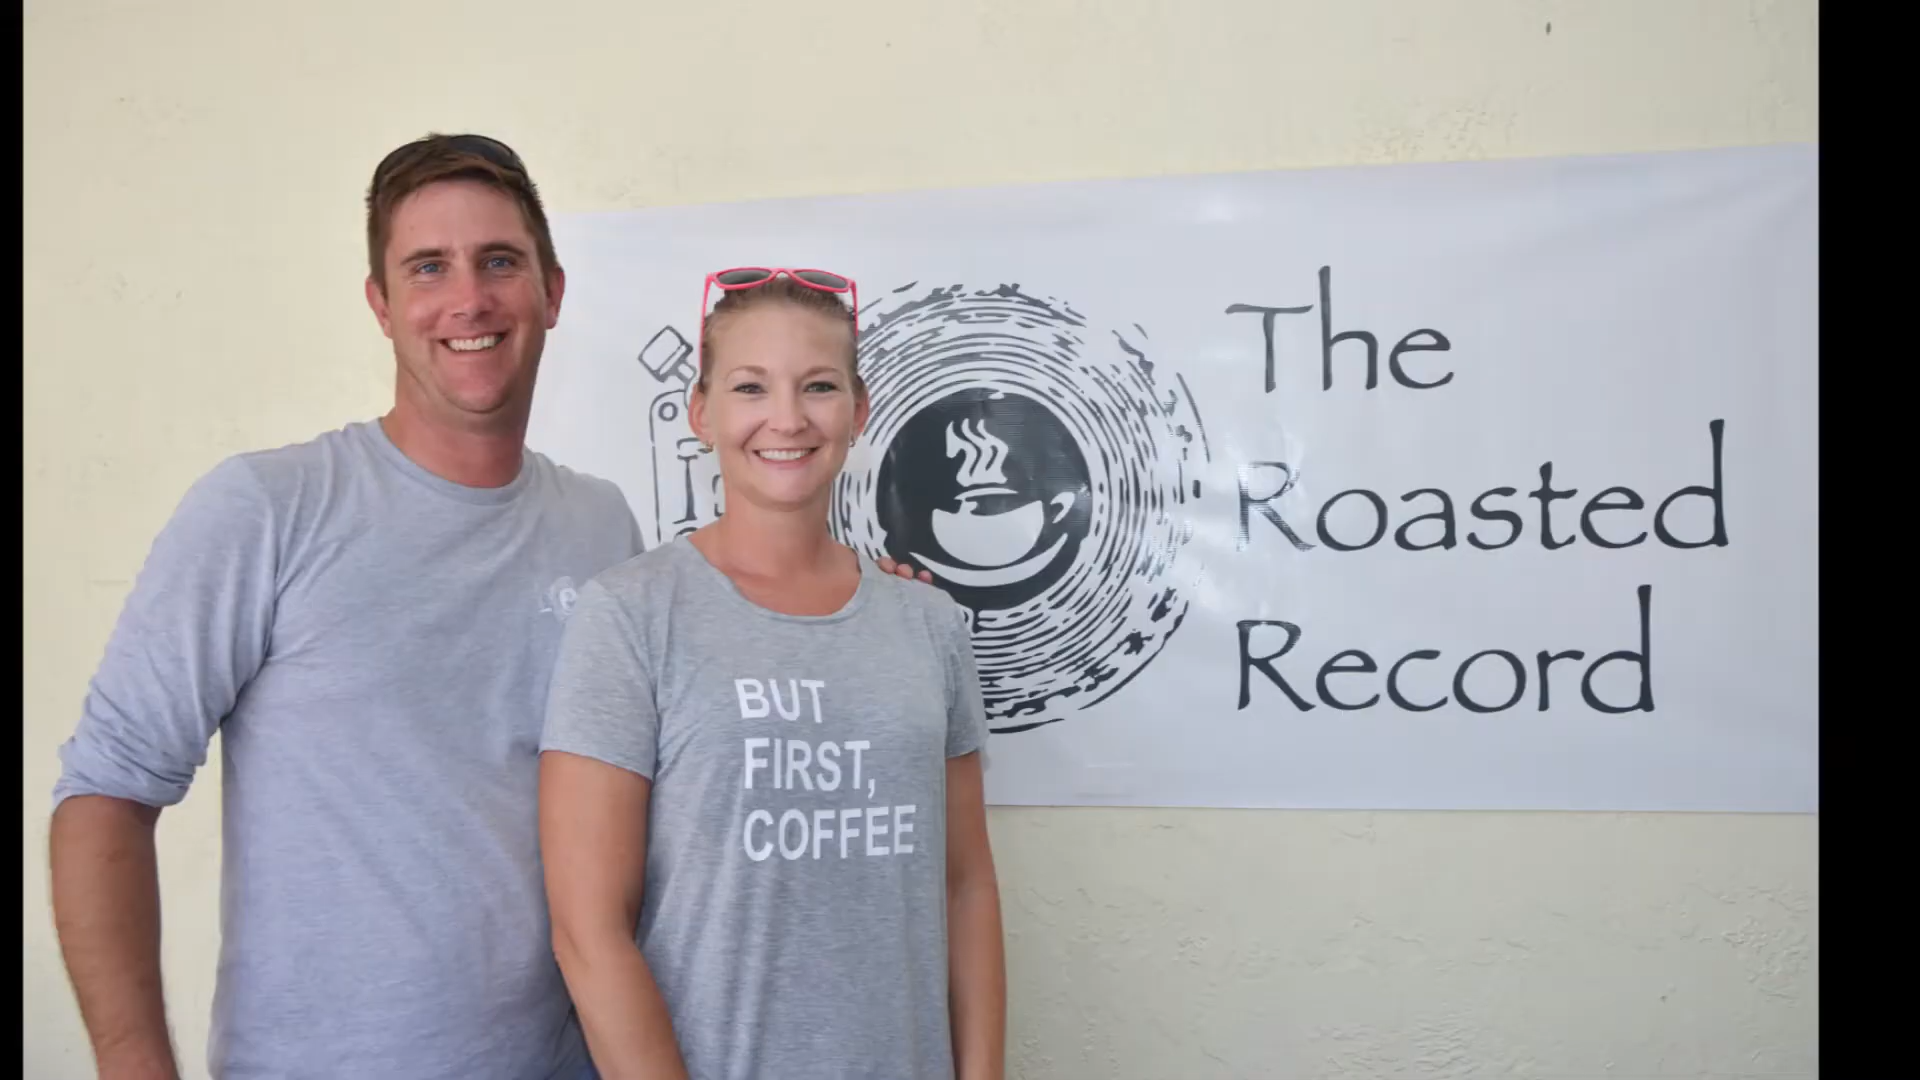 The
Roasted
Record
BUT
FIRST,
COFFEE